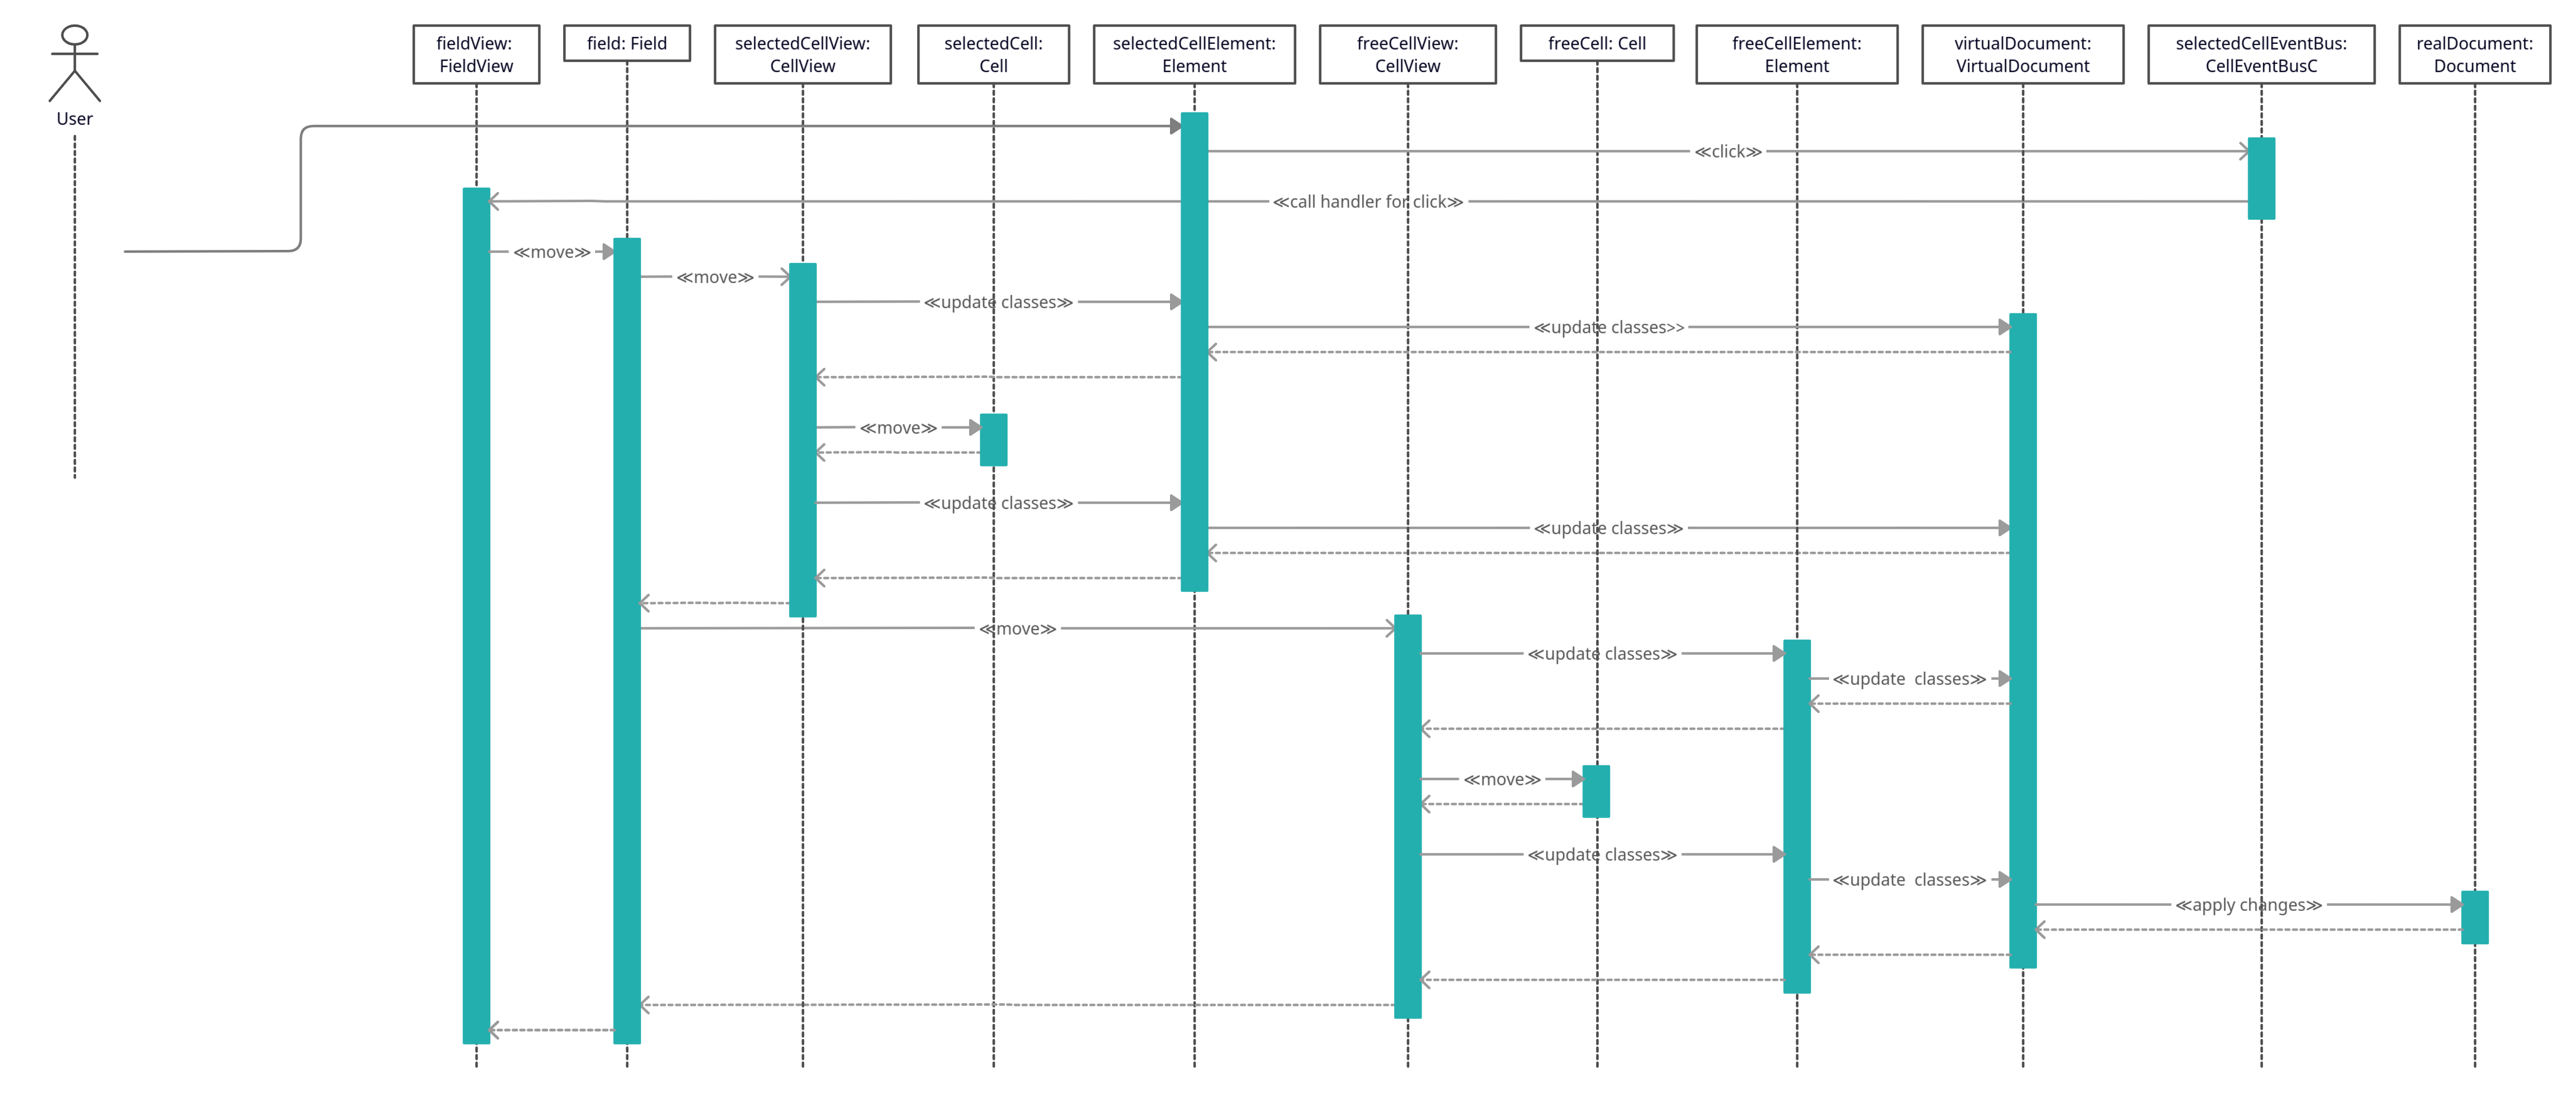 User
fieldView:
FieldView
field: Field
selectedCellView:
CellView
selectedCell:
Cell
selectedCellElement:
Element
freeCellView:
CellView
freeCell: Cell
freeCellElement:
Element
virtualDocument:
VirtualDocument
selectedCellEventBus:
CellEventBusC
realDocument:
Document
≪click≫
≪call handler for click≫
≪move≫
≪move≫
≪update classes≫
≪update classes>>
≪move≫
≪update classes≫
≪update classes≫
≪move≫
≪update classes≫
≪update  classes≫
≪move≫
≪update classes≫
≪update  classes≫
≪apply changes≫